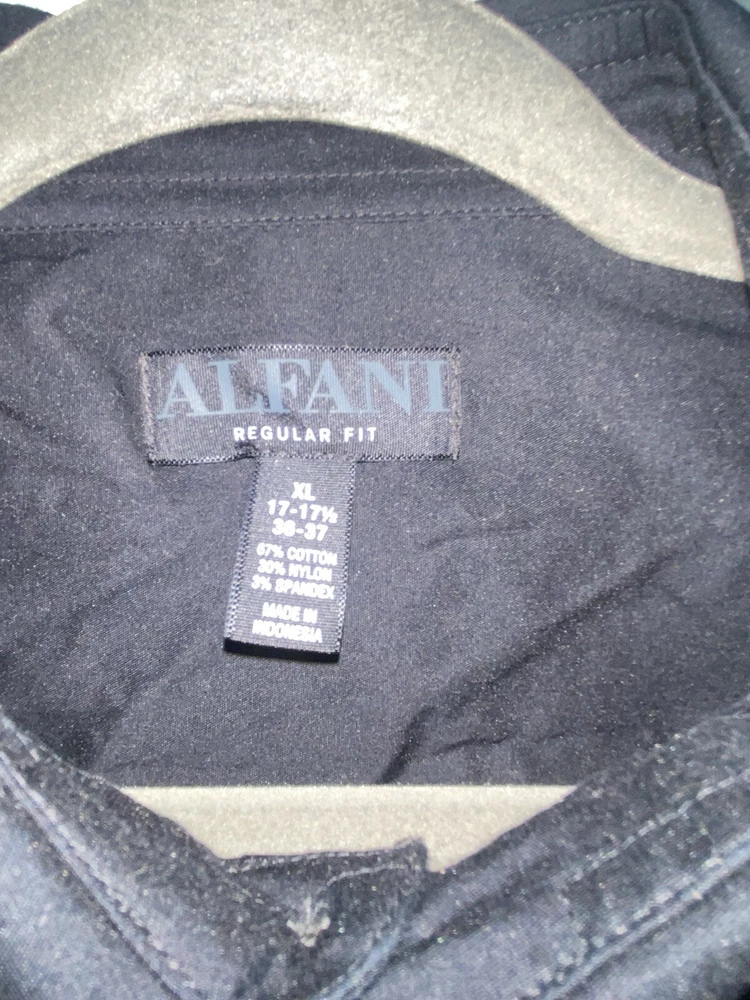 ALFANI
REGULAR FIT
XL
17-17½
36-37
67% COTTON
30% NYLON
3% SPANDEX
MADE IN
INDONESIA